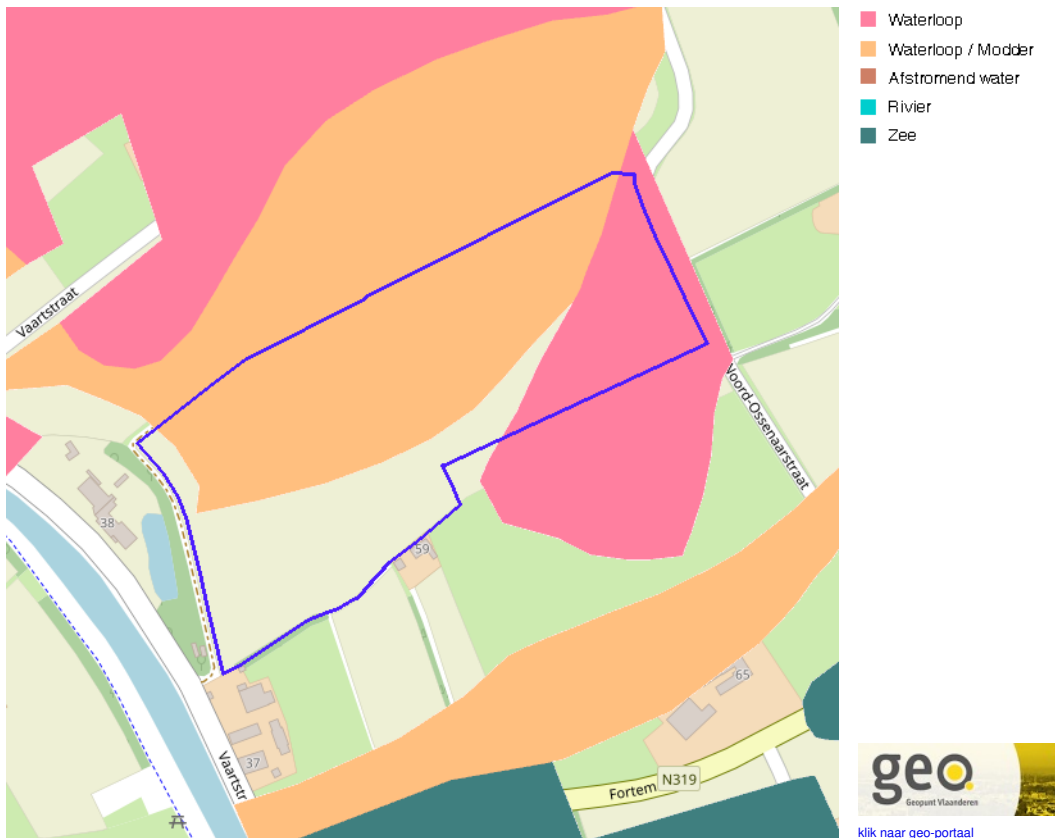 Waterloop
Waterloop / Modder
Afstromend water
Rivier
Zee
Vaartstraat
Noord-Ossenaarstraat
38
59
65
37
Vaartstr
Fortem
N319
geo.
Geopunt Vlaanderen
klik naar geo-portaal